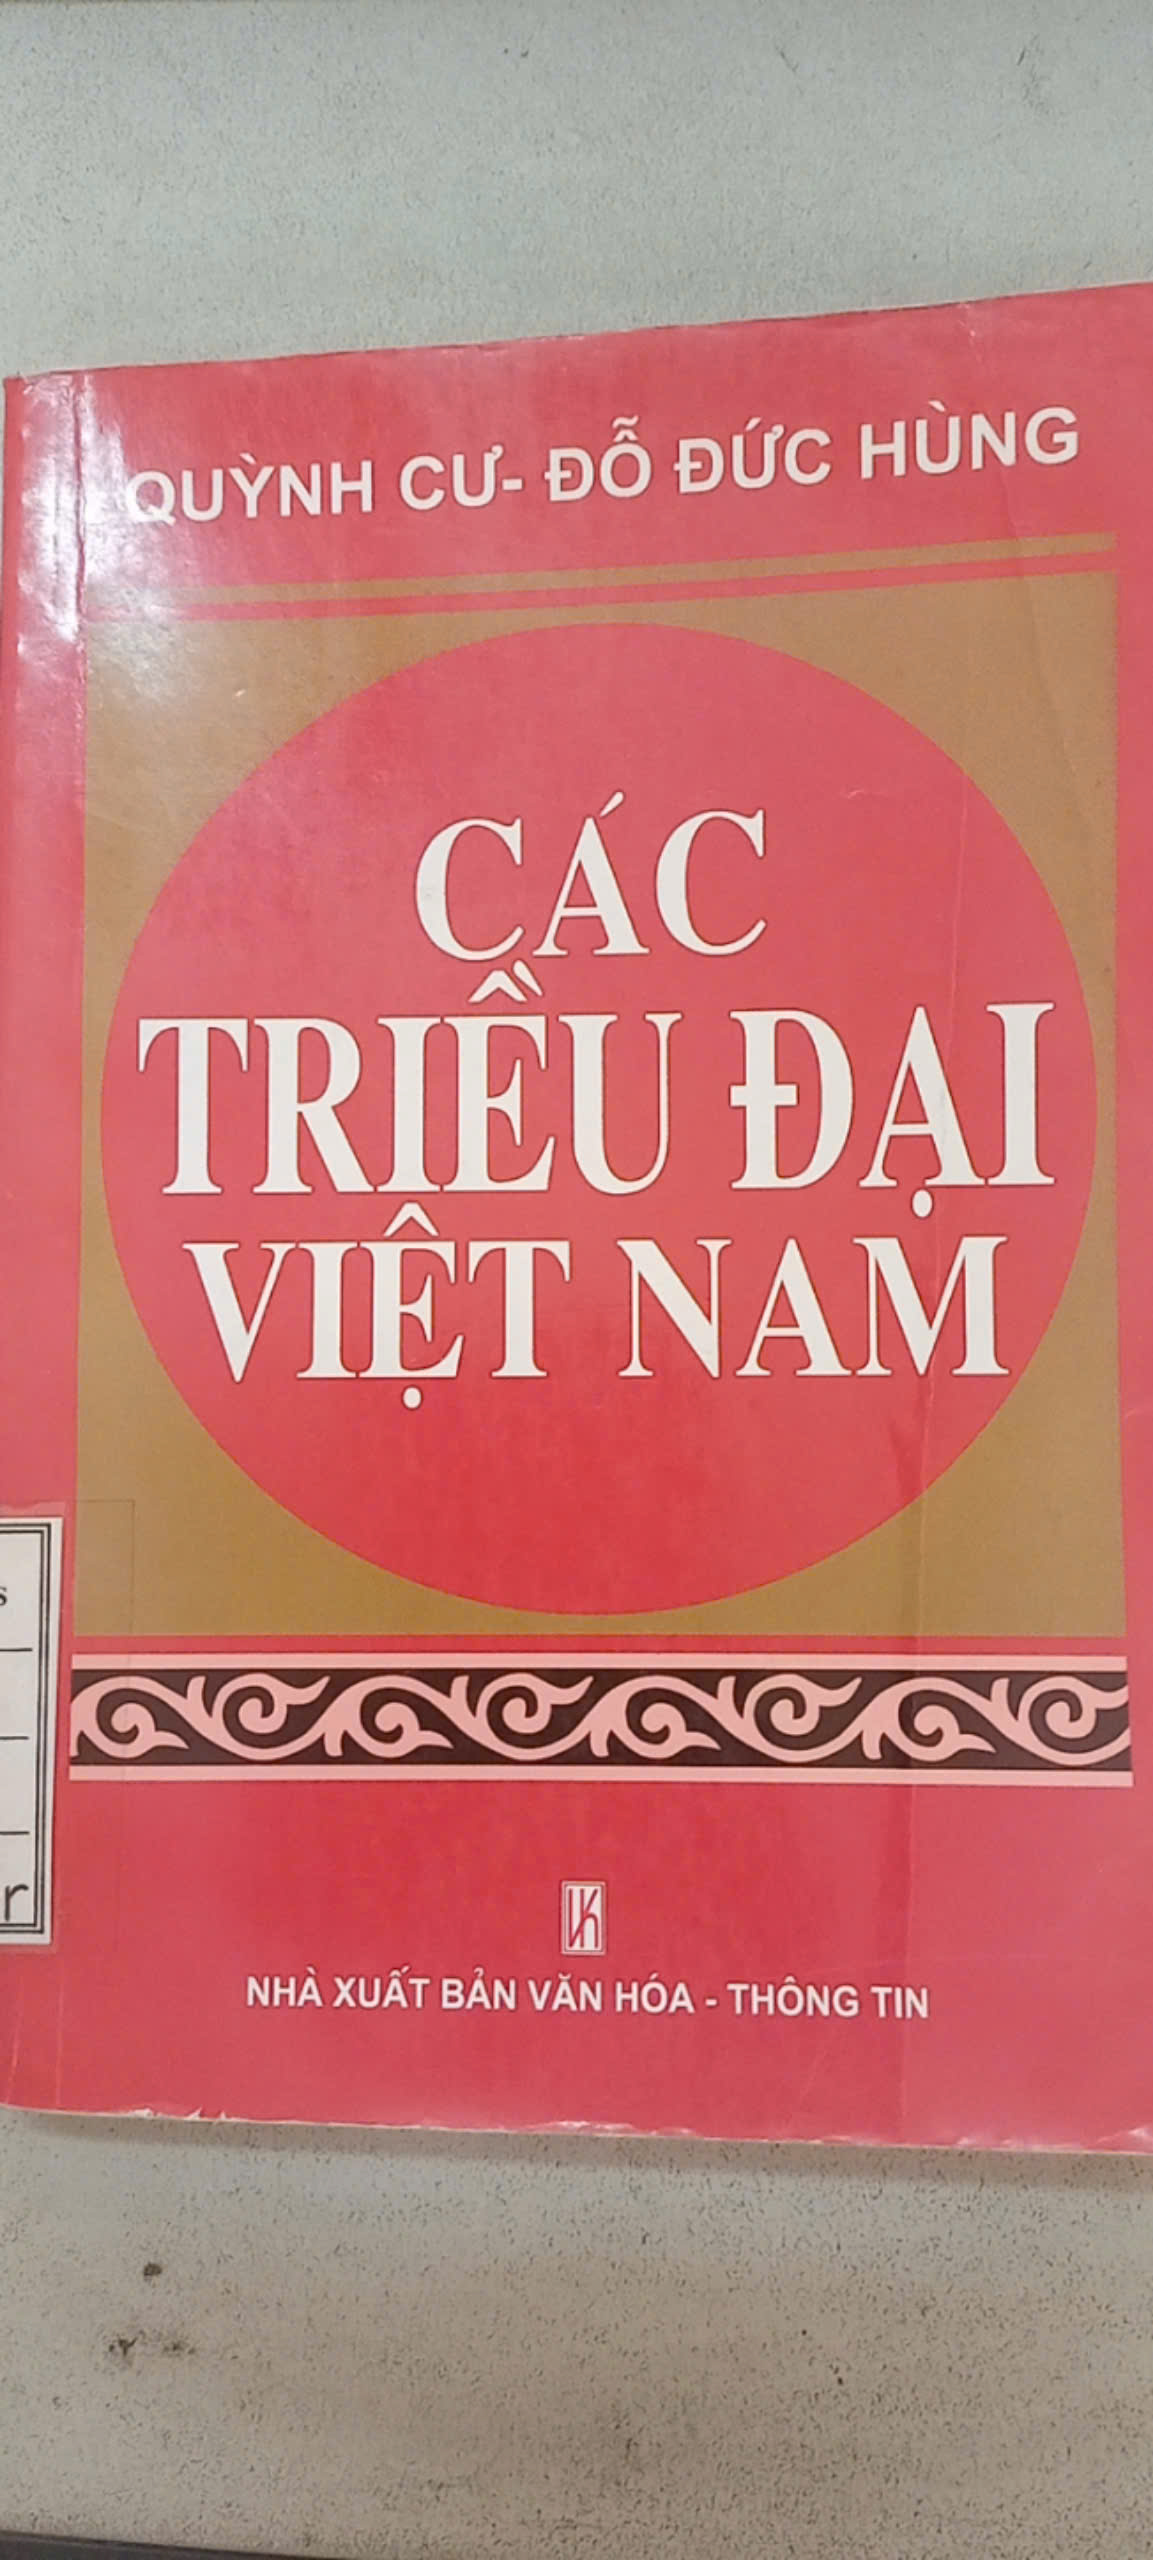 QUỲNH CƯ- ĐỖ ĐỨC HÙNG
CÁC
TRIỀU ĐẠI
VIỆT NAM
s
r
NHÀ XUẤT BẢN VĂN HÓA - THÔNG TIN